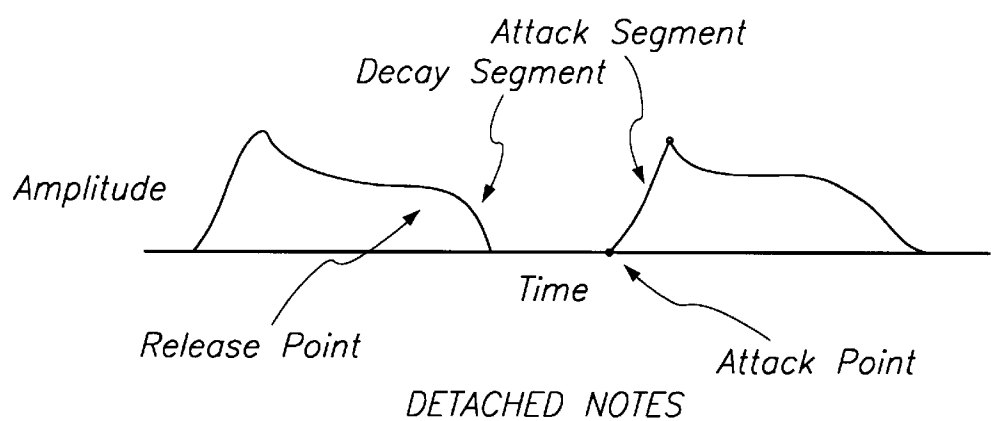 Attack Segment
Decay Segment
Amplitude
Time
Release Point
Attack Point
DETACHED NOTES